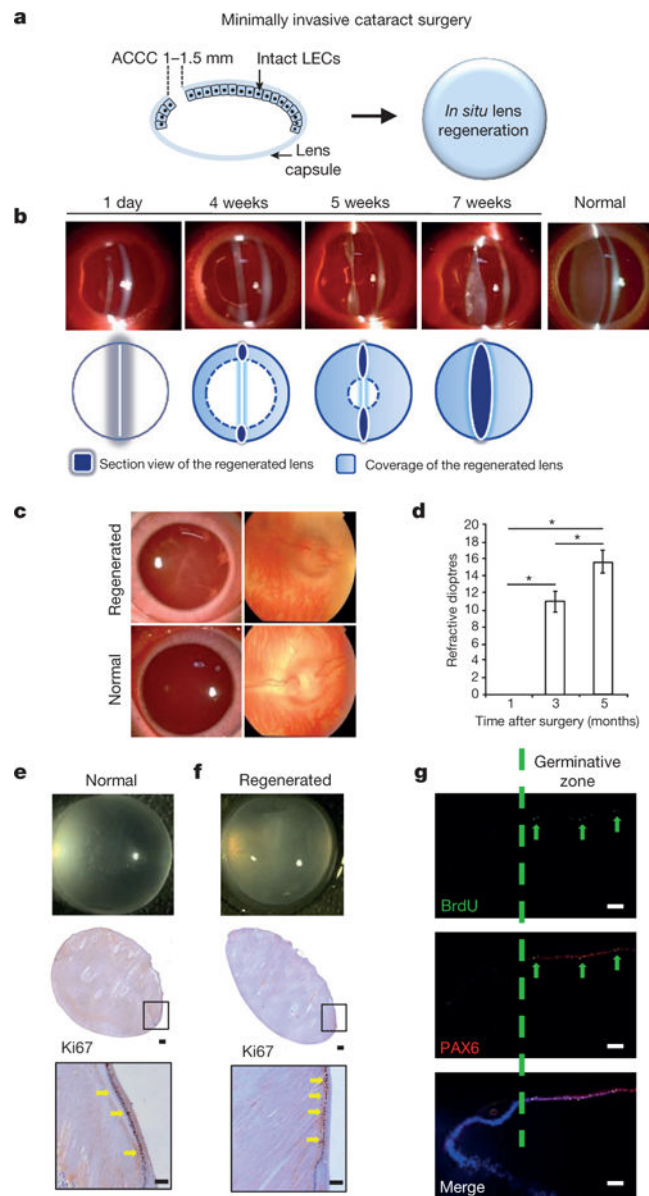 a
Minimally invasive cataract surgery
ACCC 1–1.5 mm
Intact LECs
Lens
capsule
In situ lens
regeneration
b
1 day
4 weeks
5 weeks
7 weeks
Normal
Section view of the regenerated lens
Coverage of the regenerated lens
c
Regenerated
Normal
d
Refractive dioptres
20
18
16
14
12
10
8
6
4
2
0
*
*
*
1
3
5
Time after surgery (months)
e
Normal
Ki67
f
Regenerated
Ki67
g
Germinative
zone
BrdU
PAX6
Merge